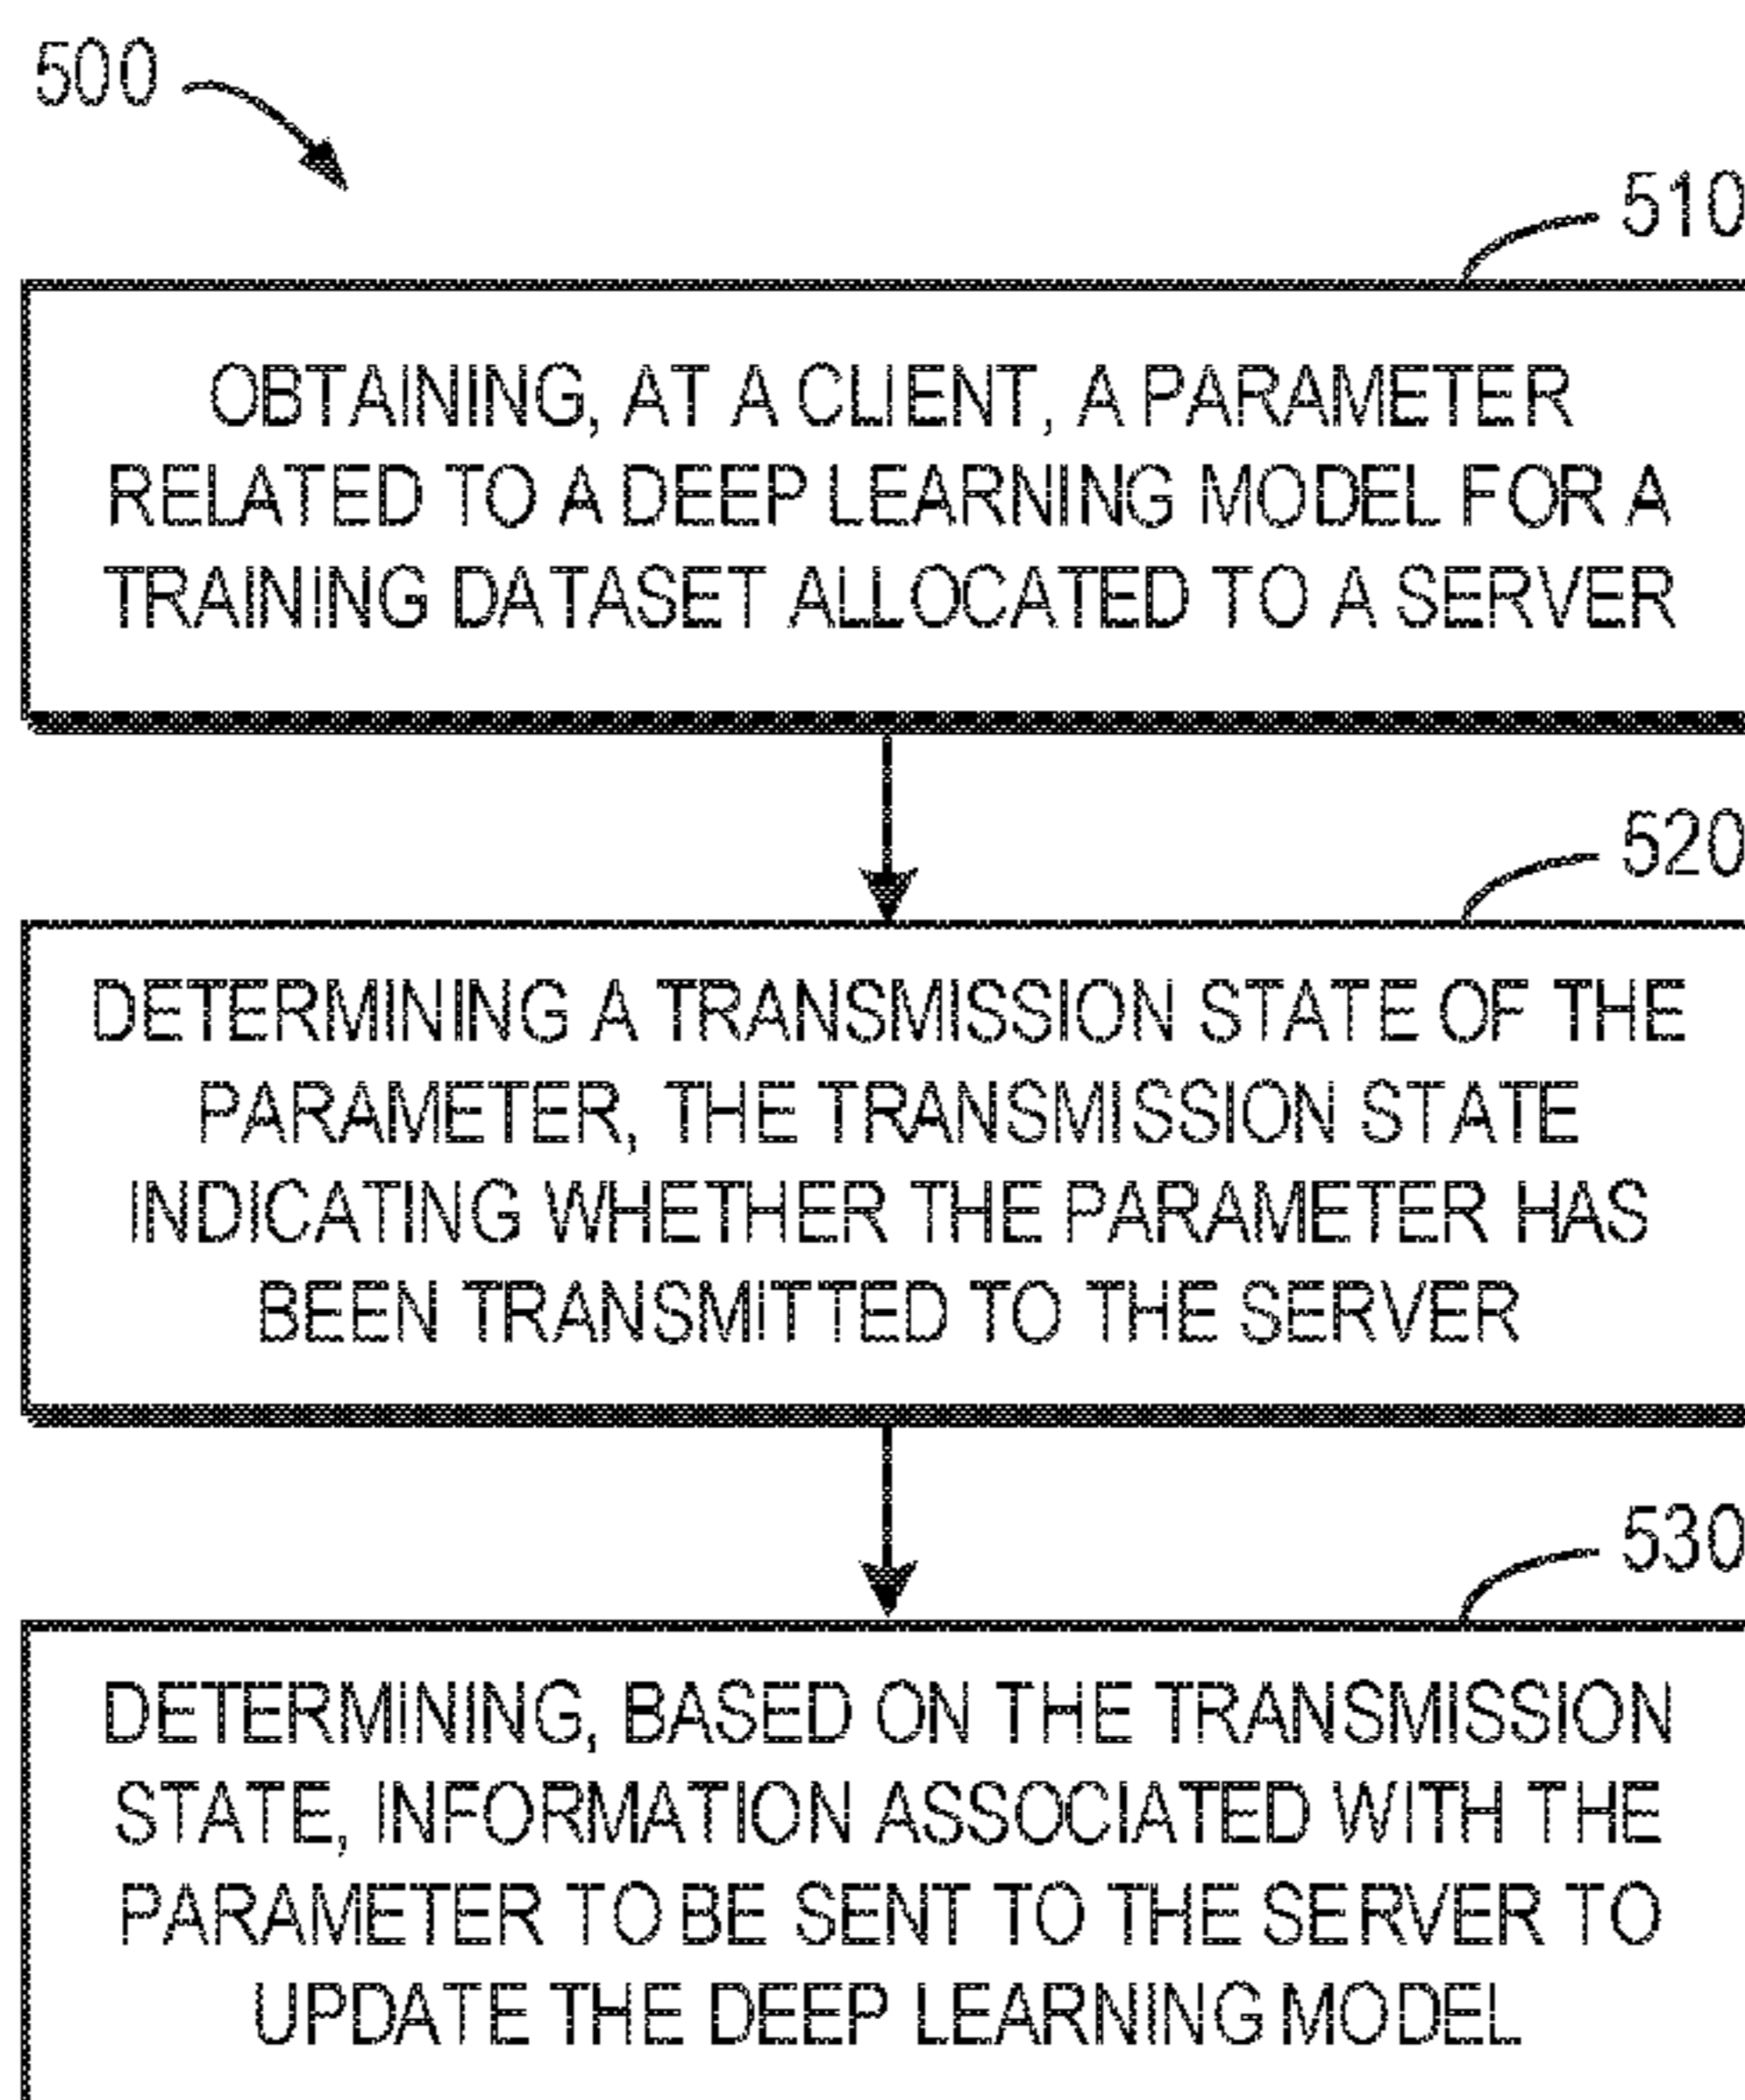 500
510
OBTAINING, AT A CLIENT, A PARAMETER
RELATED TO A DEEP LEARNING MODEL FOR A
TRAINING DATASET ALLOCATED TO A SERVER
520
DETERMINING A TRANSMISSION STATE OF THE
PARAMETER, THE TRANSMISSION STATE
INDICATING WHETHER THE PARAMETER HAS
BEEN TRANSMITTED TO THE SERVER
530
DETERMINING, BASED ON THE TRANSMISSION
STATE, INFORMATION ASSOCIATED WITH THE
PARAMETER TO BE SENT TO THE SERVER TO
UPDATE THE DEEP LEARNING MODEL